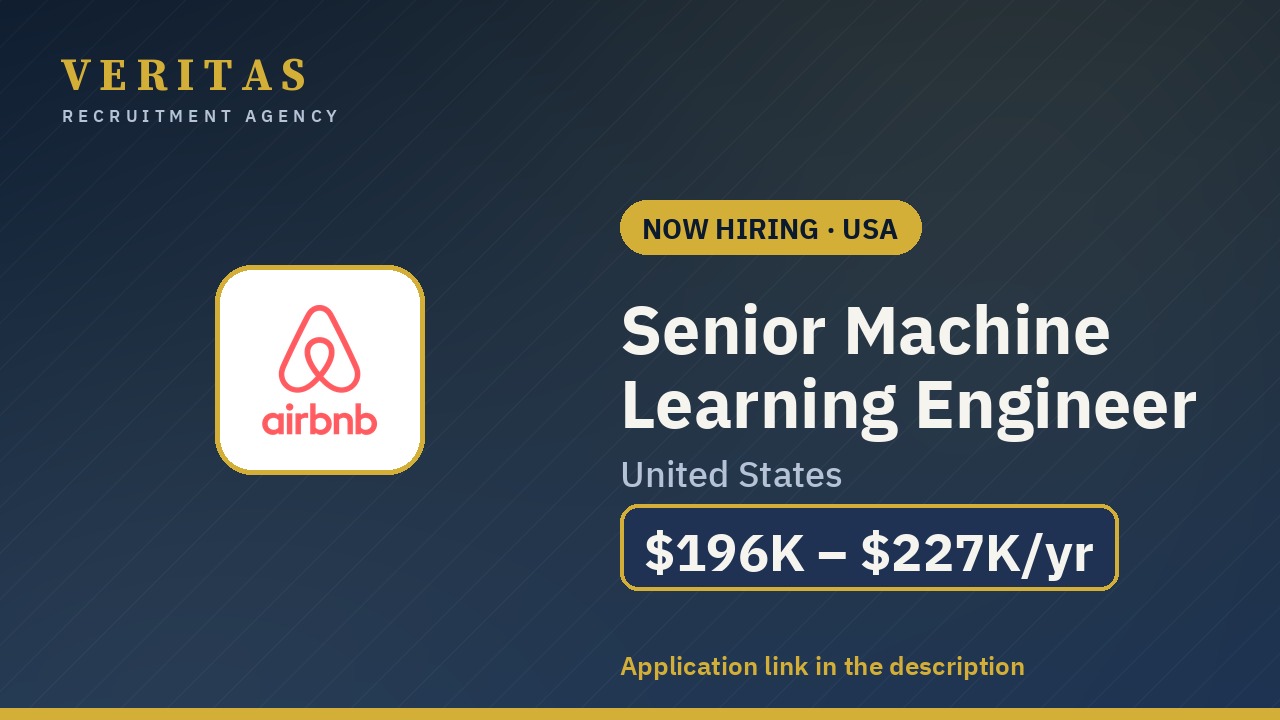 VERITAS
RECRUITMENT AGENCY
NOW HIRING · USA
airbnb
Senior Machine
Learning Engineer
United States
$196K – $227K/yr
Application link in the description